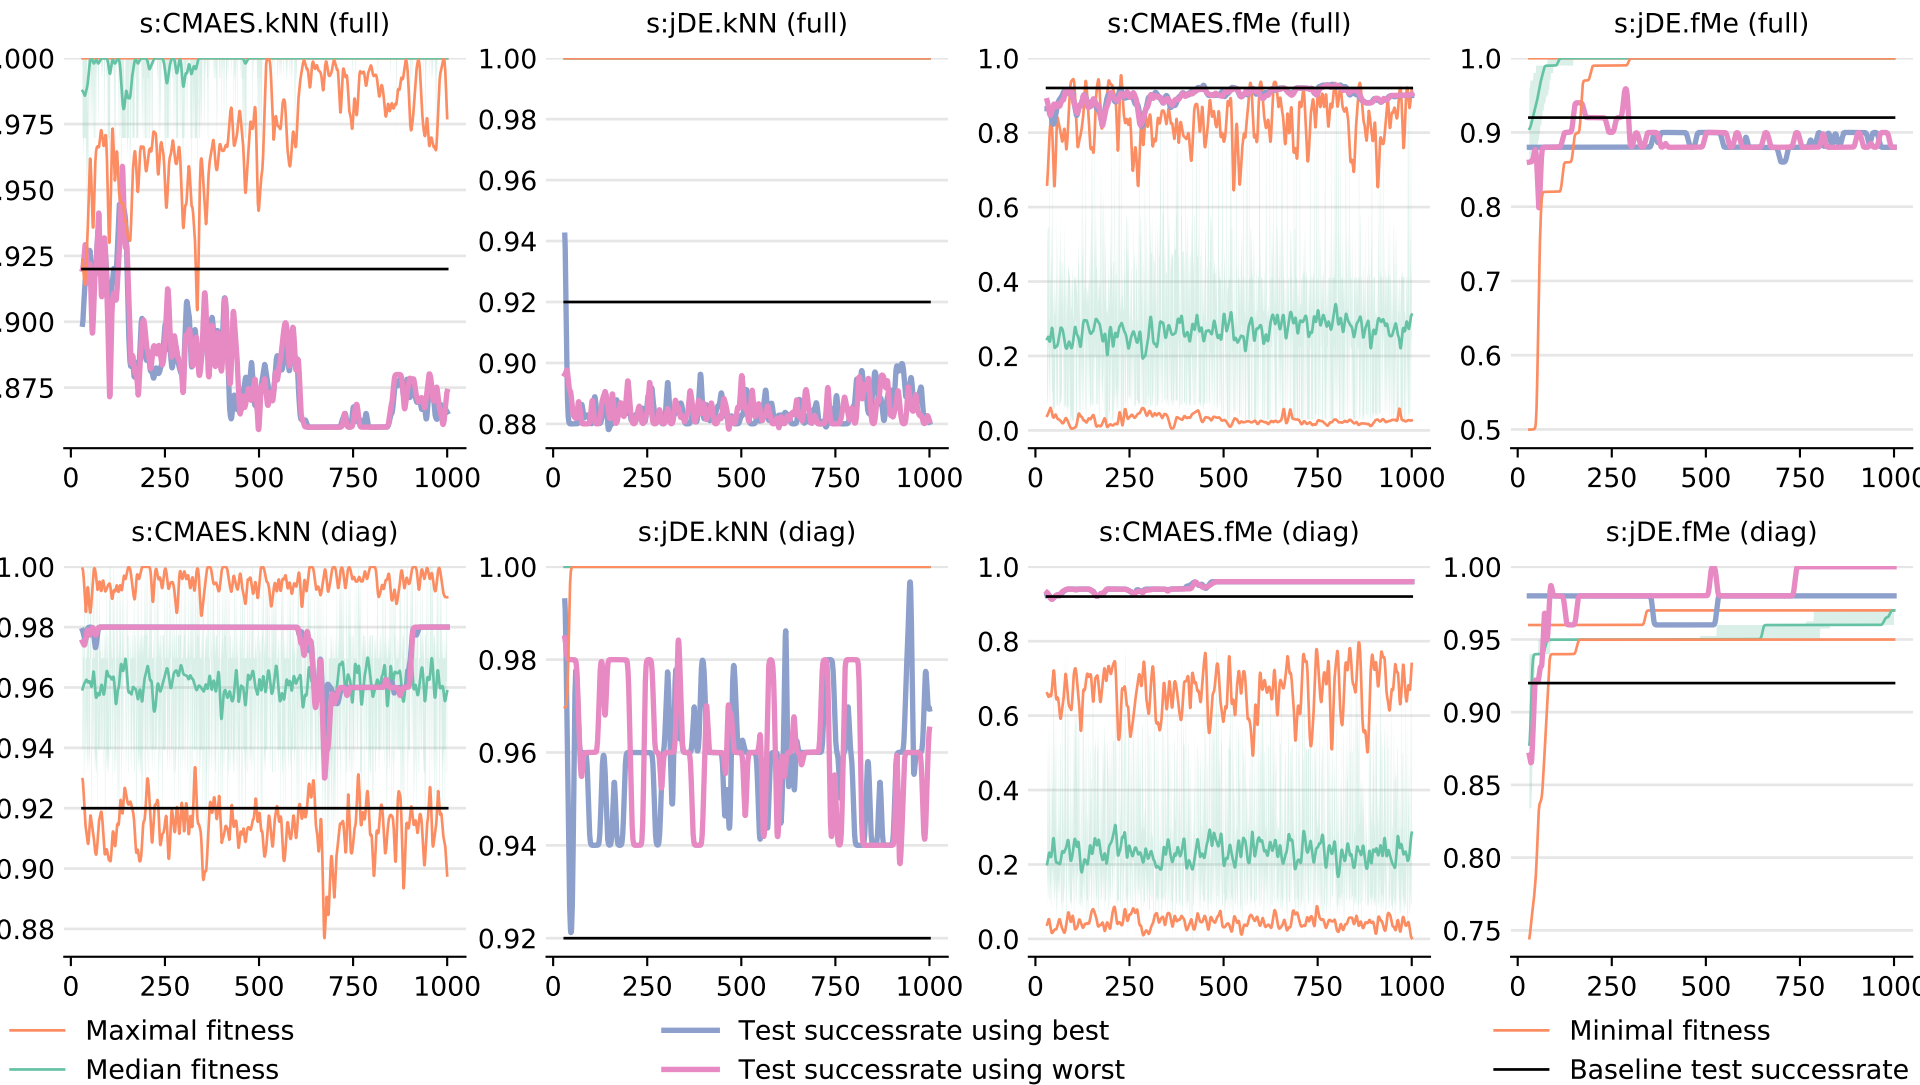 s:CMAES.kNN (full) s:jDE.kNN (full) s:CMAES.fMe (full) s:jDE.fMe (full)
.000 1.00 1.0 1.0
.975 0.98 0.8 0.9
.950 0.96 0.6 0.8
.925 0.94 0.4 0.7
.900 0.92 0.2 0.6
.875 0.90 0.0 0.5
0.88
0 250 500 750 1000 0 250 500 750 1000 0 250 500 750 1000 0 250 500 750 1000
s:CMAES.kNN (diag) s:jDE.kNN (diag) s:CMAES.fMe (diag) s:jDE.fMe (diag)
1.00 1.00 1.0 1.00
0.98 0.98 0.8 0.95
0.96 0.96 0.6 0.90
0.94 0.94 0.4 0.85
0.92 0.92 0.2 0.80
0.90 0.0 0.75
0.88
0 250 500 750 1000 0 250 500 750 1000 0 250 500 750 1000 0 250 500 750 1000
Maximal fitness Test successrate using best Minimal fitness
Median fitness Test successrate using worst Baseline test successrate